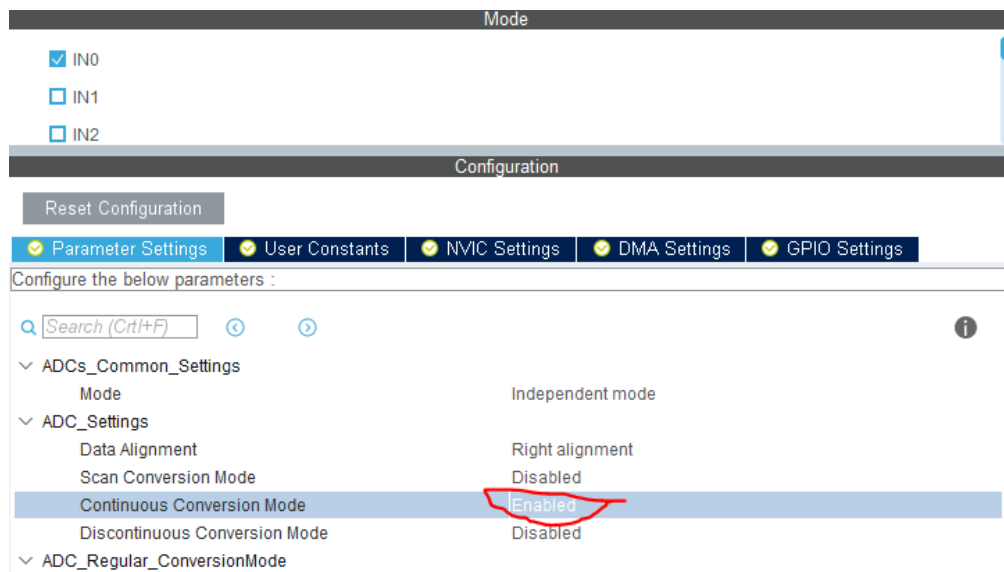 Mode
IN0
IN1
IN2
Configuration
Reset Configuration
Parameter Settings User Constants NVIC Settings DMA Settings GPIO Settings
Configure the below parameters :
Search (Crtl+F)
ADCs_Common_Settings
Mode Independent mode
ADC_Settings
Data Alignment Right alignment
Scan Conversion Mode Disabled
Continuous Conversion Mode Enabled
Discontinuous Conversion Mode Disabled
ADC_Regular_ConversionMode